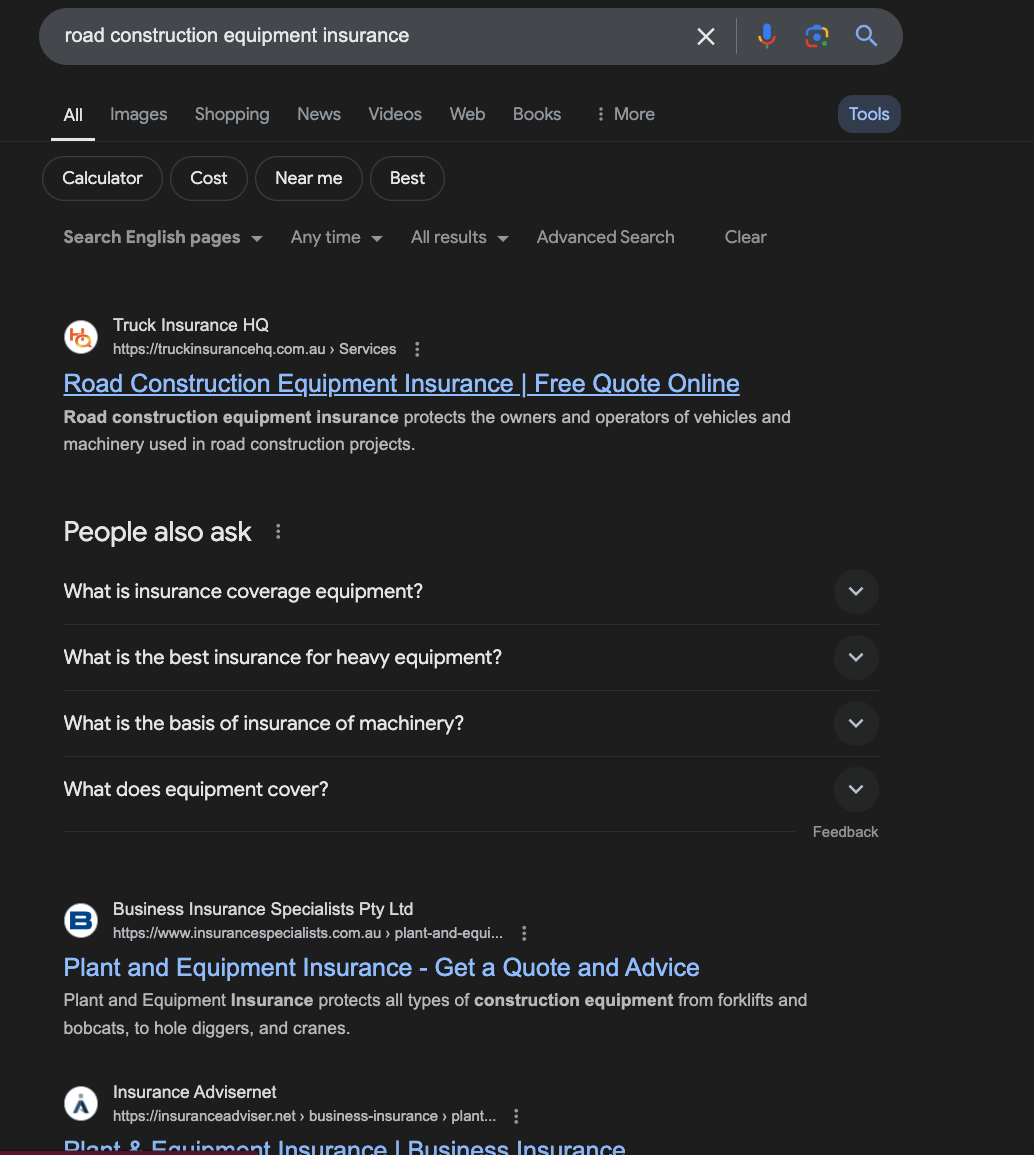 road construction equipment insurance
All Images Shopping News Videos Web Books More Tools
Calculator Cost Near me Best
Search English pages Any time All results Advanced Search Clear
Truck Insurance HQ
https://truckinsurancehq.com.au › Services
Road Construction Equipment Insurance | Free Quote Online
Road construction equipment insurance protects the owners and operators of vehicles and
machinery used in road construction projects.
People also ask
What is insurance coverage equipment?
What is the best insurance for heavy equipment?
What is the basis of insurance of machinery?
What does equipment cover?
Feedback
Business Insurance Specialists Pty Ltd
https://www.insurancespecialists.com.au › plant-and-equi...
Plant and Equipment Insurance - Get a Quote and Advice
Plant and Equipment Insurance protects all types of construction equipment from forklifts and
bobcats, to hole diggers, and cranes.
Insurance Advisernet
https://insuranceadviser.net › business-insurance › plant...
Plant & Equipment Insurance | Business Insurance